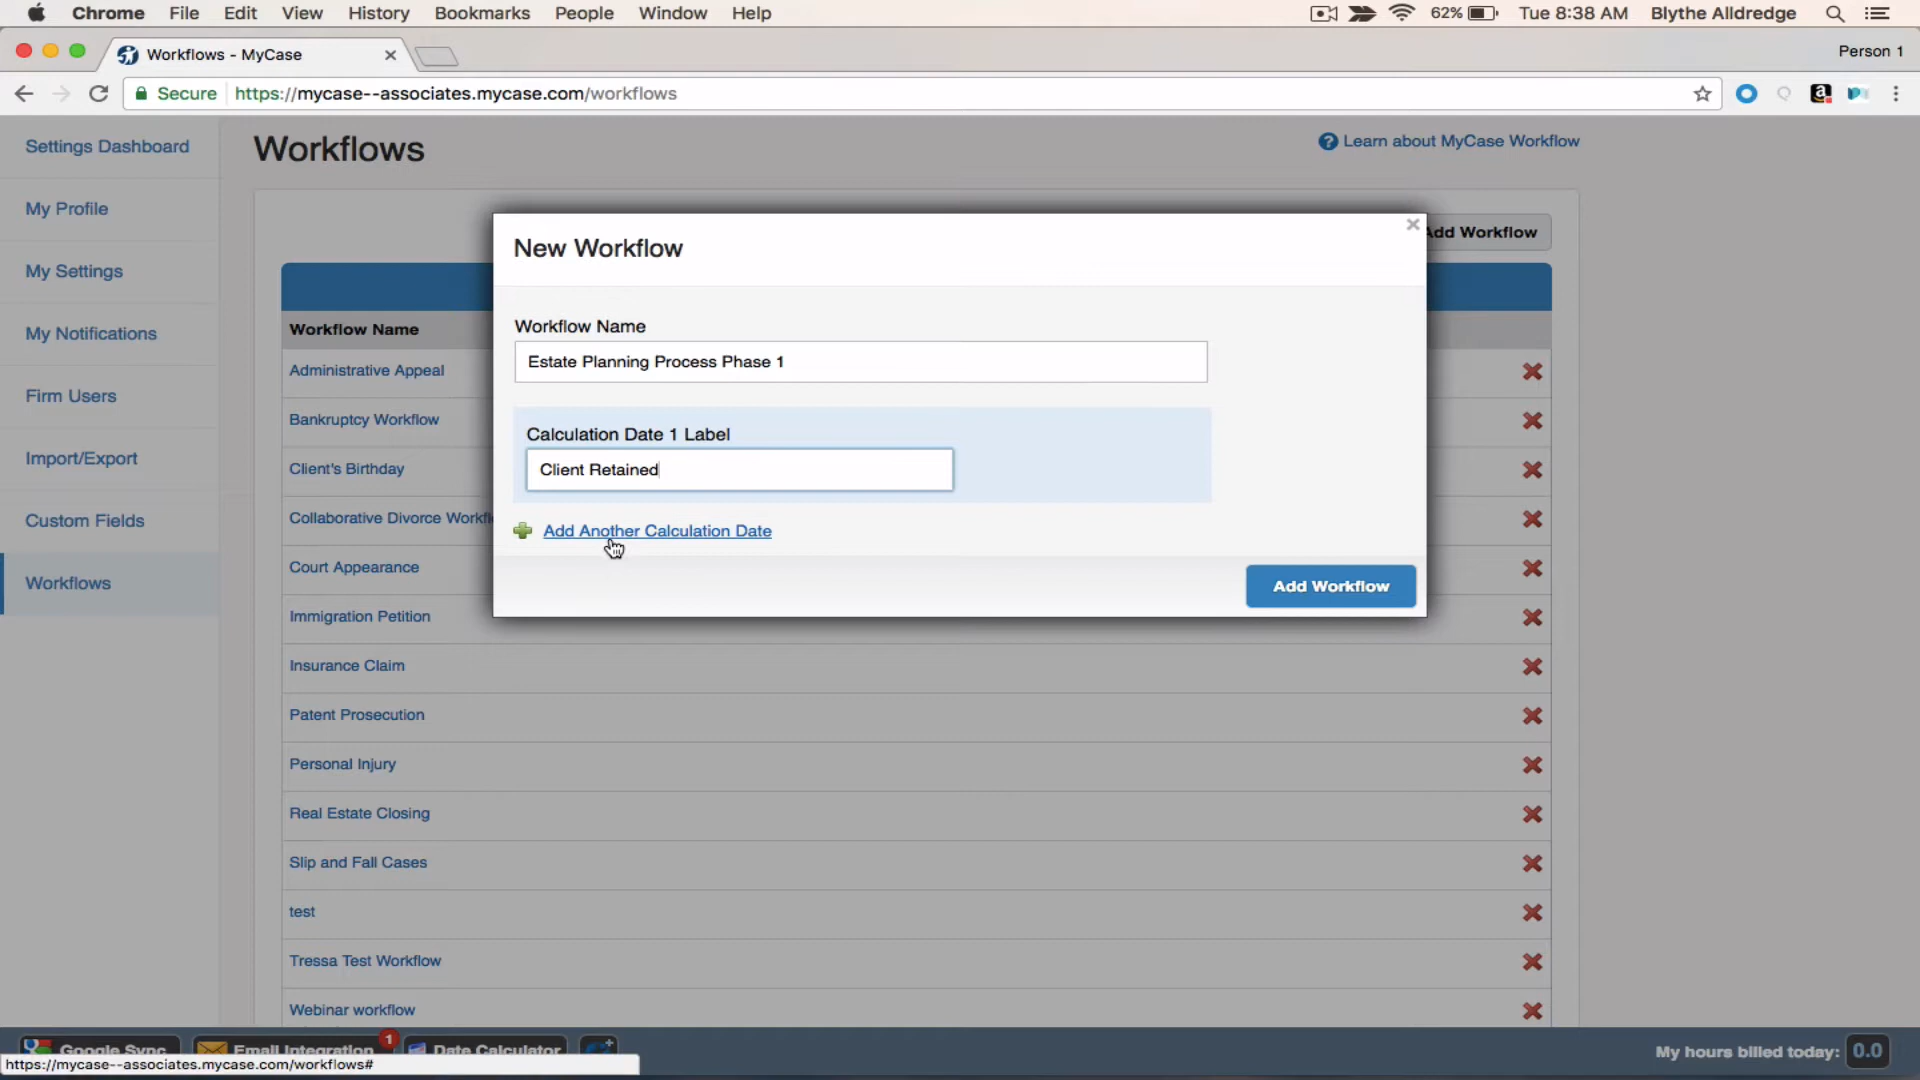 Chrome File Edit View History Bookmarks People Window Help 62% Tue 8:38 AM Blythe Alldredge
Workflows - MyCase Person 1
Secure https://mycase--associates.mycase.com/workflows
Settings Dashboard
My Profile
My Settings
My Notifications
Firm Users
Import/Export
Custom Fields
Workflows
Workflows
Learn about MyCase Workflow
Add Workflow
Workflow Name
Administrative Appeal
Bankruptcy Workflow
Client's Birthday
Collaborative Divorce Workfl
Court Appearance
Immigration Petition
Insurance Claim
Patent Prosecution
Personal Injury
Real Estate Closing
Slip and Fall Cases
test
Tressa Test Workflow
Webinar workflow
New Workflow
Workflow Name
Estate Planning Process Phase 1
Calculation Date 1 Label
Client Retained
Add Another Calculation Date
Add Workflow
Google Sync Email Integration 1 Date Calculator My hours billed today: 0.0
https://mycase--associates.mycase.com/workflows#